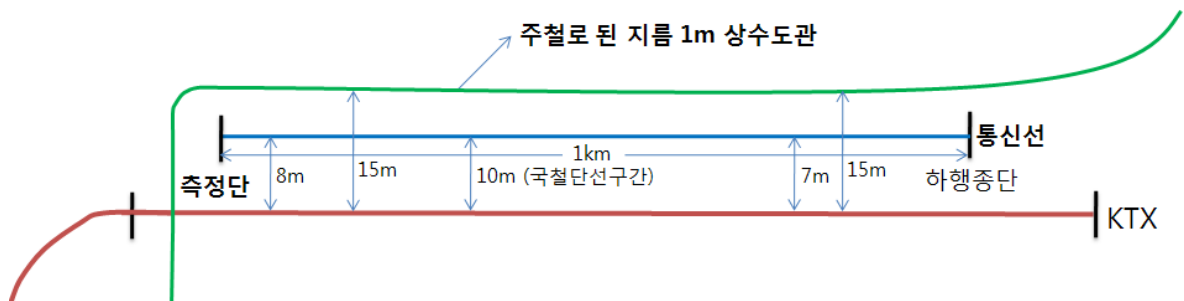 주철로 된 지름 1m 상수도관
통신선
1km
측정단
8m
15m
10m (국철단선구간)
7m
15m
하행종단
KTX